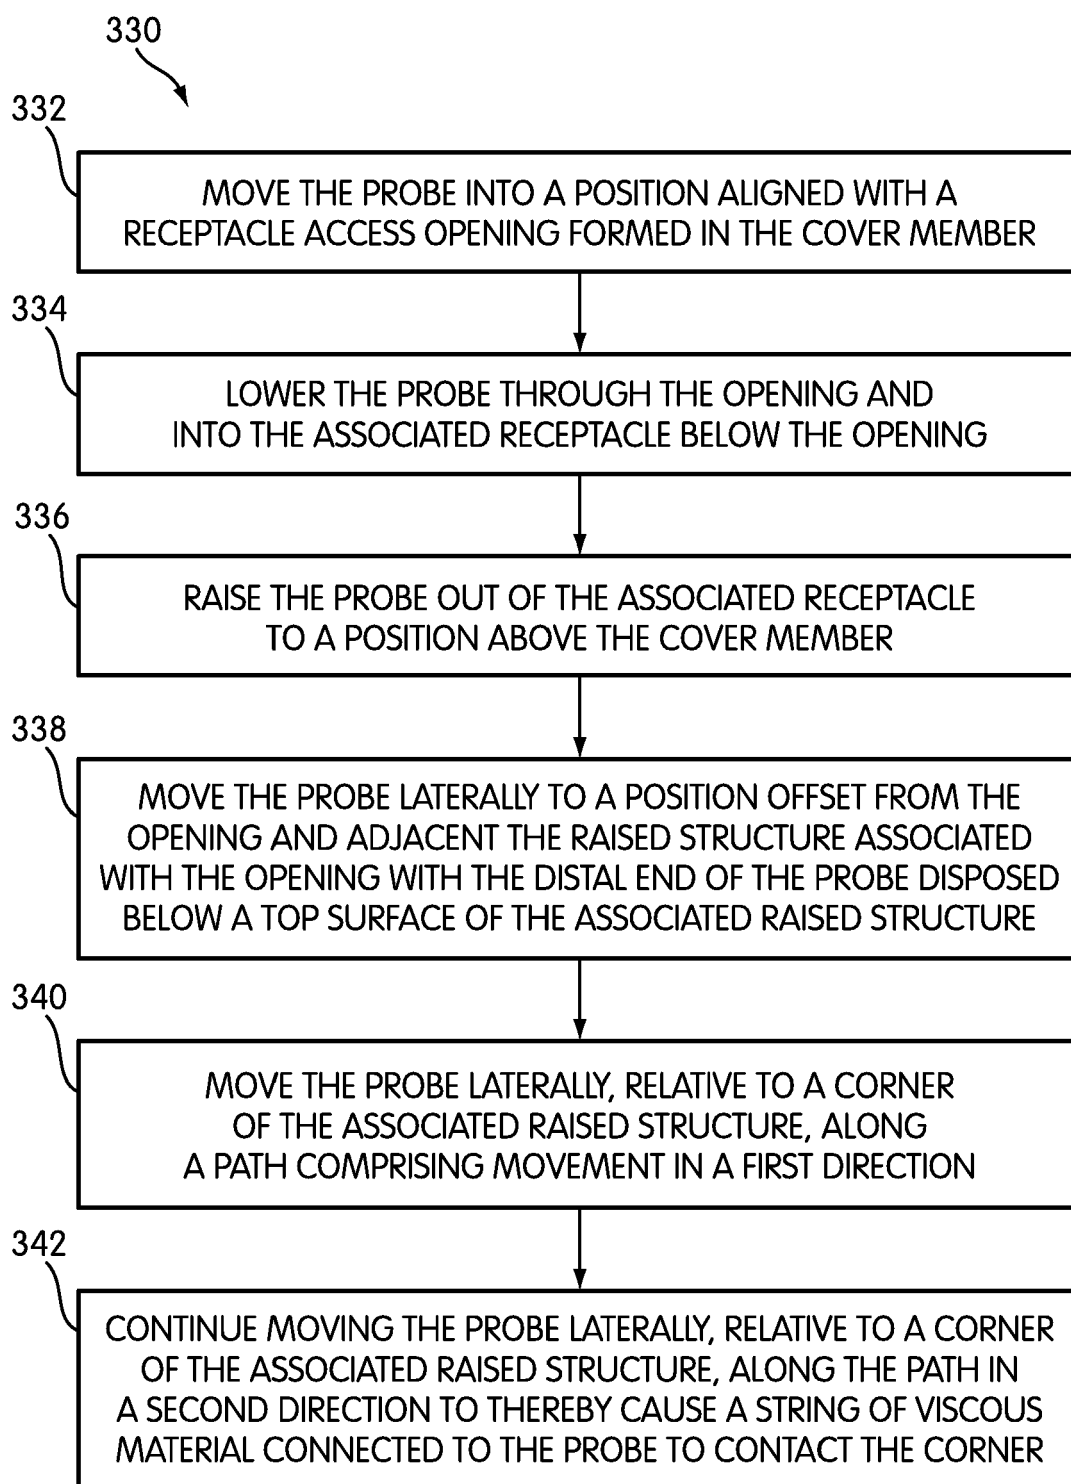 330
332
MOVE THE PROBE INTO A POSITION ALIGNED WITH A
RECEPTACLE ACCESS OPENING FORMED IN THE COVER MEMBER
334
LOWER THE PROBE THROUGH THE OPENING AND
INTO THE ASSOCIATED RECEPTACLE BELOW THE OPENING
336
RAISE THE PROBE OUT OF THE ASSOCIATED RECEPTACLE
TO A POSITION ABOVE THE COVER MEMBER
338
MOVE THE PROBE LATERALLY TO A POSITION OFFSET FROM THE
OPENING AND ADJACENT THE RAISED STRUCTURE ASSOCIATED
WITH THE OPENING WITH THE DISTAL END OF THE PROBE DISPOSED
BELOW A TOP SURFACE OF THE ASSOCIATED RAISED STRUCTURE
340
MOVE THE PROBE LATERALLY, RELATIVE TO A CORNER
OF THE ASSOCIATED RAISED STRUCTURE, ALONG
A PATH COMPRISING MOVEMENT IN A FIRST DIRECTION
342
CONTINUE MOVING THE PROBE LATERALLY, RELATIVE TO A CORNER
OF THE ASSOCIATED RAISED STRUCTURE, ALONG THE PATH IN
A SECOND DIRECTION TO THEREBY CAUSE A STRING OF VISCOUS
MATERIAL CONNECTED TO THE PROBE TO CONTACT THE CORNER